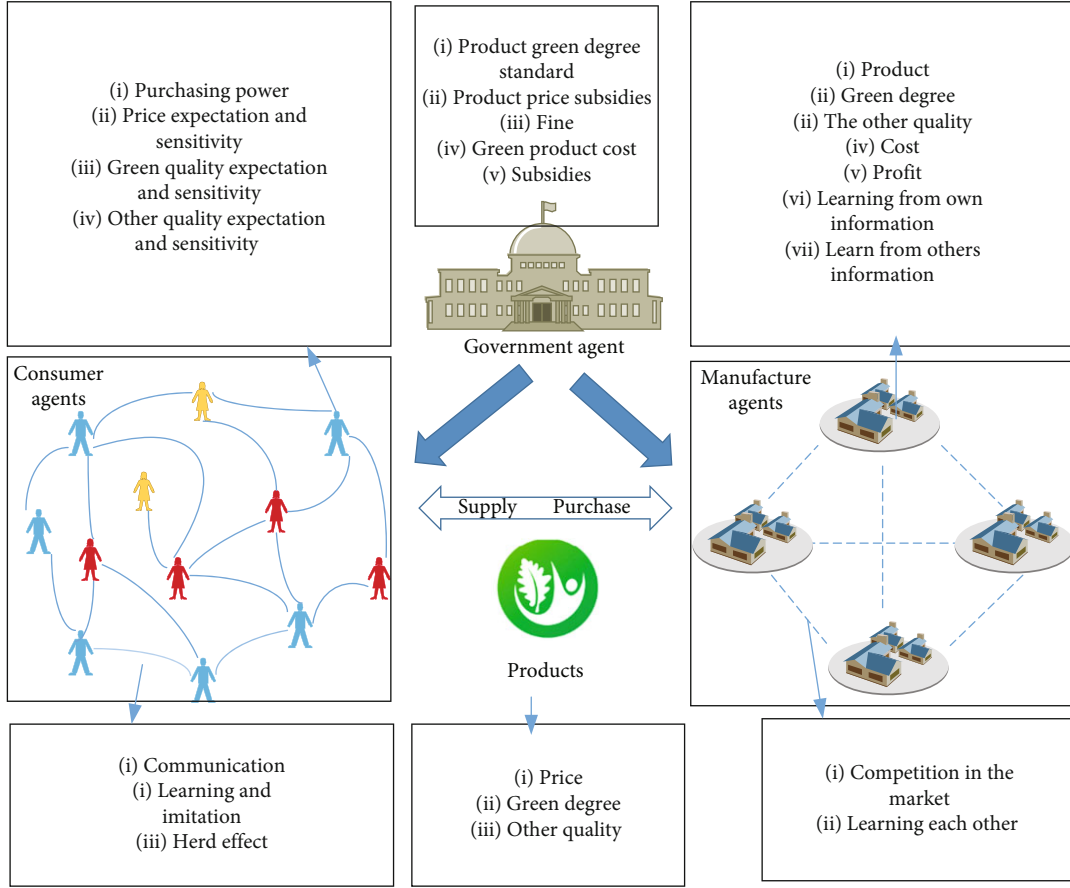 (i) Purchasing power
(ii) Price expectation and
sensitivity
(iii) Green quality expectation
and sensitivity
(iv) Other quality expectation
and sensitivity
(i) Product green degree
standard
(ii) Product price subsidies
(iii) Fine
(iv) Green product cost
(v) Subsidies
(i) Product
(ii) Green degree
(ii) The other quality
(iv) Cost
(v) Profit
(vi) Learning from own
information
(vii) Learn from others
information
Government agent
Consumer
agents
Manufacture
agents
Supply Purchase
Products
(i) Communication
(i) Learning and
imitation
(iii) Herd effect
(i) Price
(ii) Green degree
(iii) Other quality
(i) Competition in the
market
(ii) Learning each other